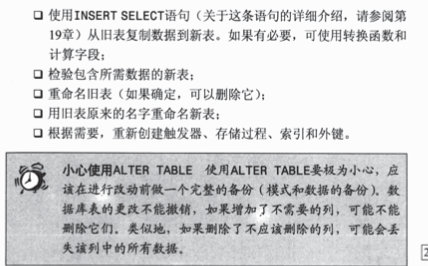 ❑ 使用INSERT SELECT语句（关于这条语句的详细介绍，请参阅第
19章）从旧表复制数据到新表。如果有必要，可使用转换函数和
计算字段；
❑ 检验包含所需数据的新表；
❑ 重命名旧表（如果确定，可以删除它）；
❑ 用旧表原来的名字重命名新表；
❑ 根据需要，重新创建触发器、存储过程、索引和外键。
小心使用ALTER TABLE 使用ALTER TABLE要极为小心，应
该在进行改动前做一个完整的备份（模式和数据的备份）。数
据库表的更改不能撤销，如果增加了不需要的列，可能不能
删除它们。类似地，如果删除了不应该删除的列，可能会丢
失该列中的所有数据。